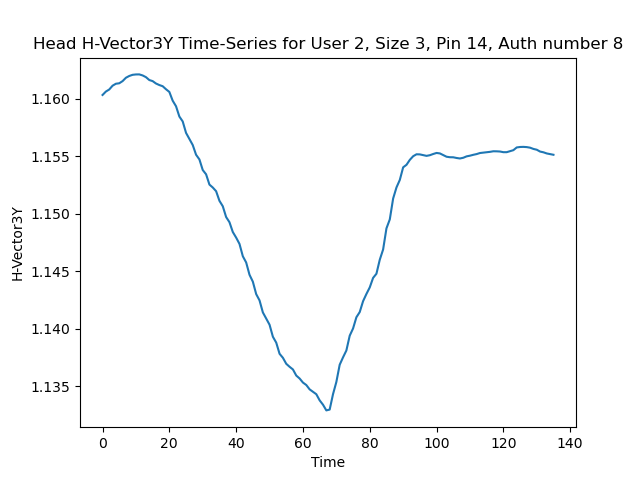 Head H-Vector3Y Time-Series for User 2, Size 3, Pin 14, Auth number 8
H-Vector3Y
1.160
1.155
1.150
1.145
1.140
1.135
0 20 40 60 80 100 120 140
Time